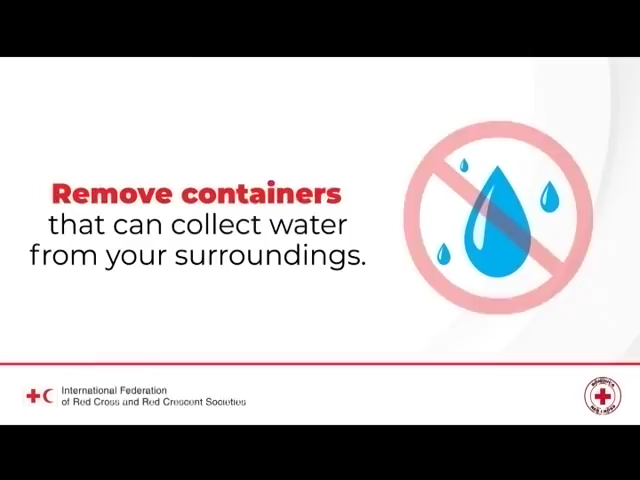 Remove containers
that can collect water
from your surroundings.
International Federation
of Red Cross and Red Crescent Societies